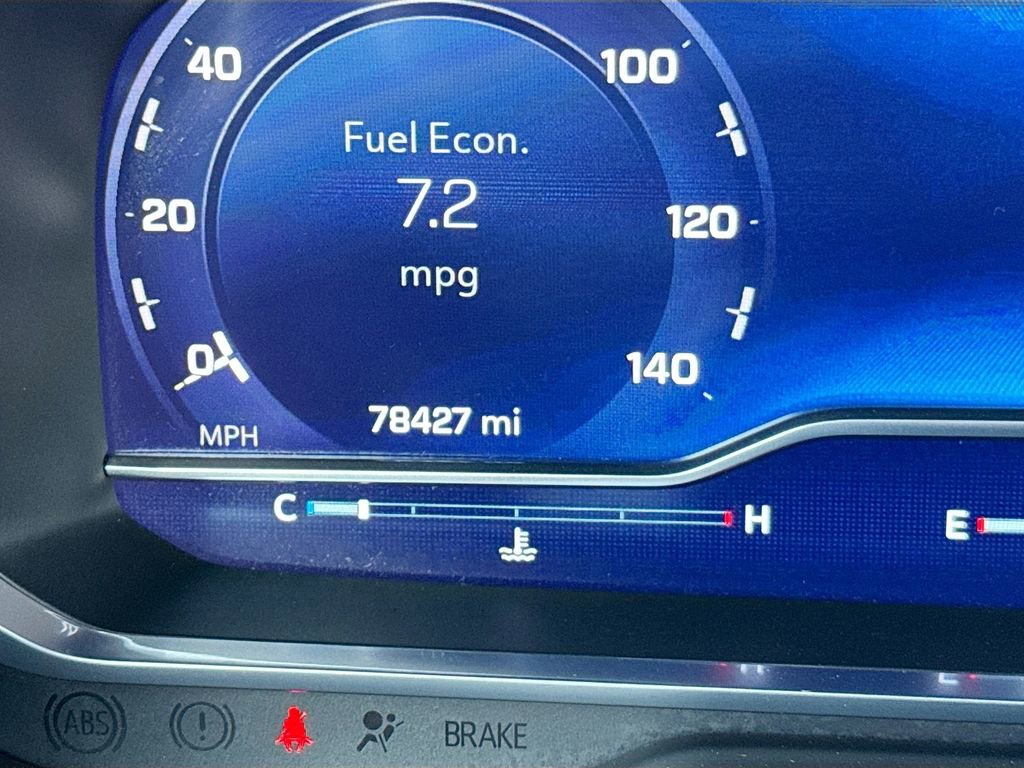 40
100
Fuel Econ.
7.2
20
120
mpg
0
140
78427 mi
MPH
C
H
E
ABS
!
BRAKE